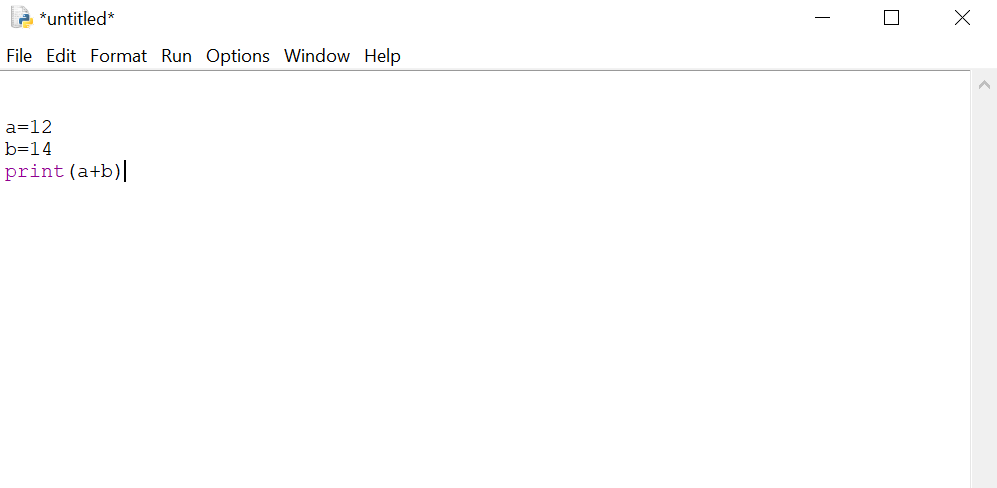 *untitled*
File Edit Format Run Options Window Help
a=12
b=14
print(a+b)